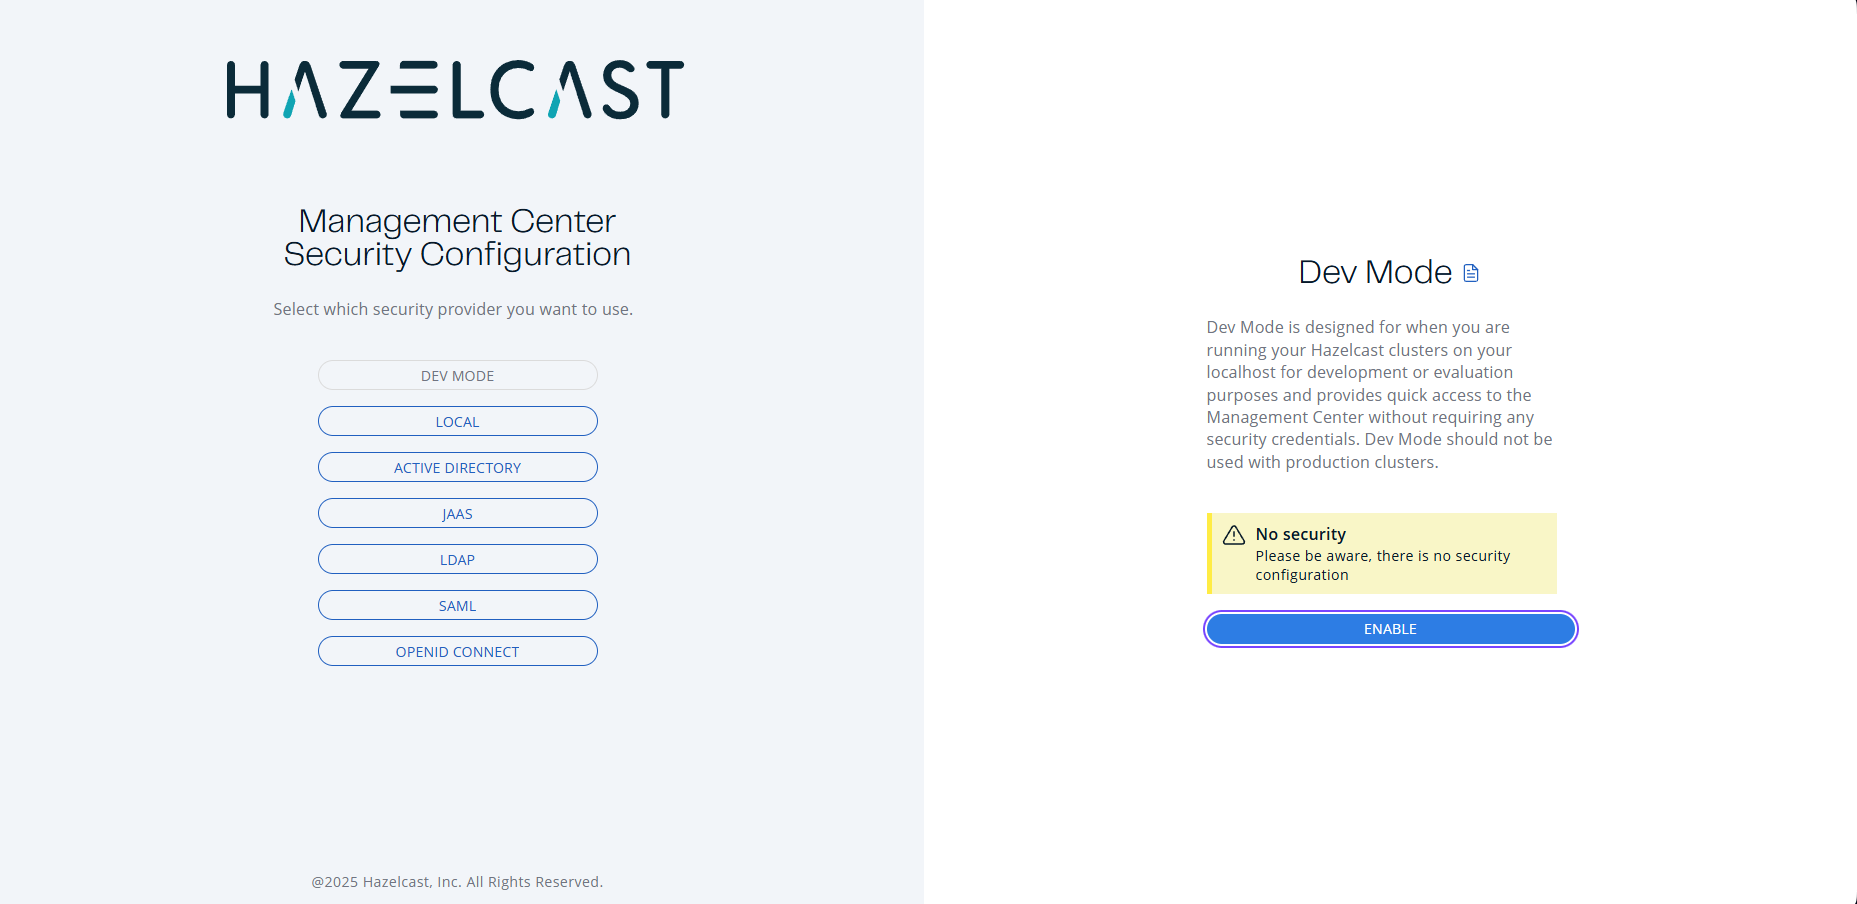 HAZELCAST
Management Center
Security Configuration
Select which security provider you want to use.
DEV MODE
LOCAL
ACTIVE DIRECTORY
JAAS
LDAP
SAML
OPENID CONNECT
@2025 Hazelcast, Inc. All Rights Reserved.
Dev Mode
Dev Mode is designed for when you are
running your Hazelcast clusters on your
localhost for development or evaluation
purposes and provides quick access to the
Management Center without requiring any
security credentials. Dev Mode should not be
used with production clusters.
No security
Please be aware, there is no security
configuration
ENABLE